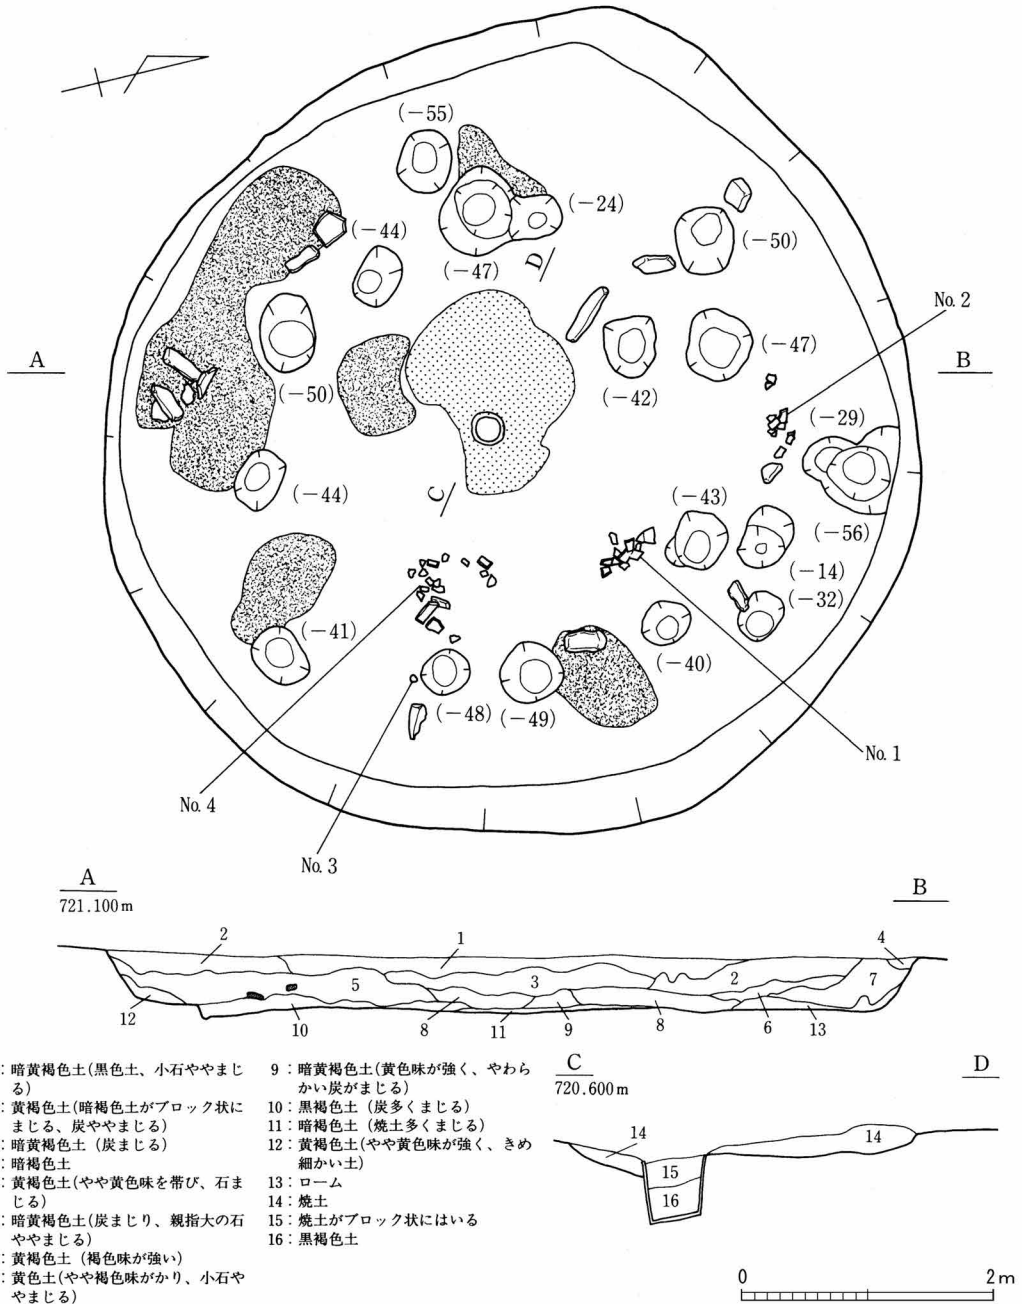 (−55)
(−24)
(−44)
(−50)
(−47)
D
No. 2
A
B
(−47)
(−50)
(−42)
(−29)
C
(−44)
(−43)
(−56)
(−14)
(−32)
(−41)
(−40)
(−48)
(−49)
No. 1
No. 4
No. 3
A
721.100m
B
2
1
4
5
3
2
7
12
10
8
11
9
8
6
13
:暗黄褐色土(黒色土、小石ややまじ
る)
:黄褐色土(暗褐色土がブロック状に
まじる、炭ややまじる)
:暗黄褐色土(炭まじる)
:暗褐色土
:黄褐色土(やや黄色味を帯び、石ま
じる)
:暗黄褐色土(炭まじり、親指大の石
ややまじる)
:黄褐色土(褐色味が強い)
:黄色土(やや褐色味がかり、小石や
やまじる)
9:暗黄褐色土(黄色味が強く、やわら
かい炭がまじる)
10:黒褐色土(炭多くまじる)
11:暗褐色土(焼土多くまじる)
12:黄褐色土(やや黄色味が強く、きめ
細かい土)
13:ローム
14:焼土
15:焼土がブロック状にはいる
16:黒褐色土
C
720.600m
D
14
14
15
16
0
2m